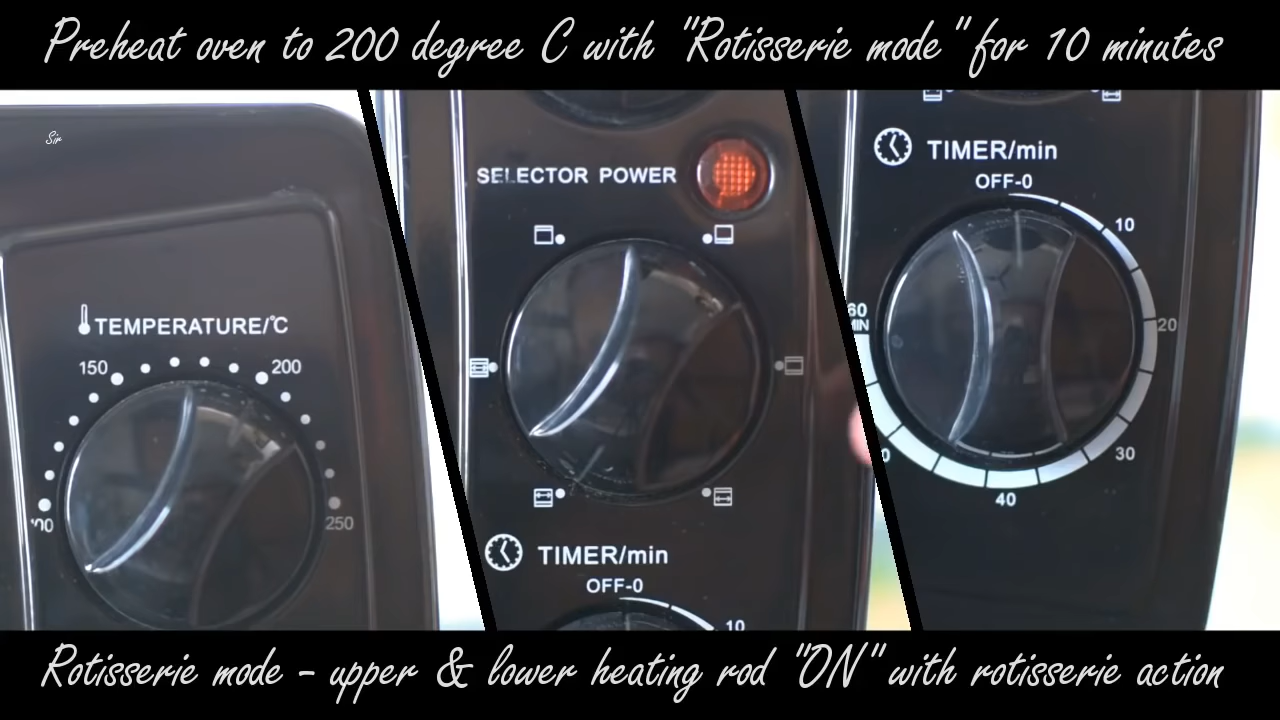 Preheat oven to 200 degree C with "Rotisserie mode" for 10 minutes
Sir
TEMPERATURE/°C
150
200
250
SELECTOR POWER
TIMER/min
OFF-0
10
TIMER/min
OFF-0
10
20
30
40
60
MIN
Rotisserie mode - upper & lower heating rod "ON" with rotisserie action